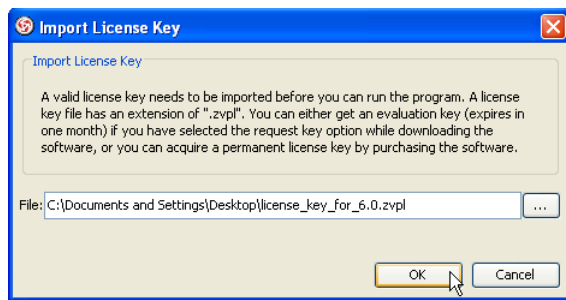 Import License Key
Import License Key
A valid license key needs to be imported before you can run the program. A license
key file has an extension of ".zvpl". You can either get an evaluation key (expires in
one month) if you have selected the request key option while downloading the
software, or you can acquire a permanent license key by purchasing the software.
File: C:\Documents and Settings\Desktop\license_key_for_6.0.zvpl ...
OK Cancel